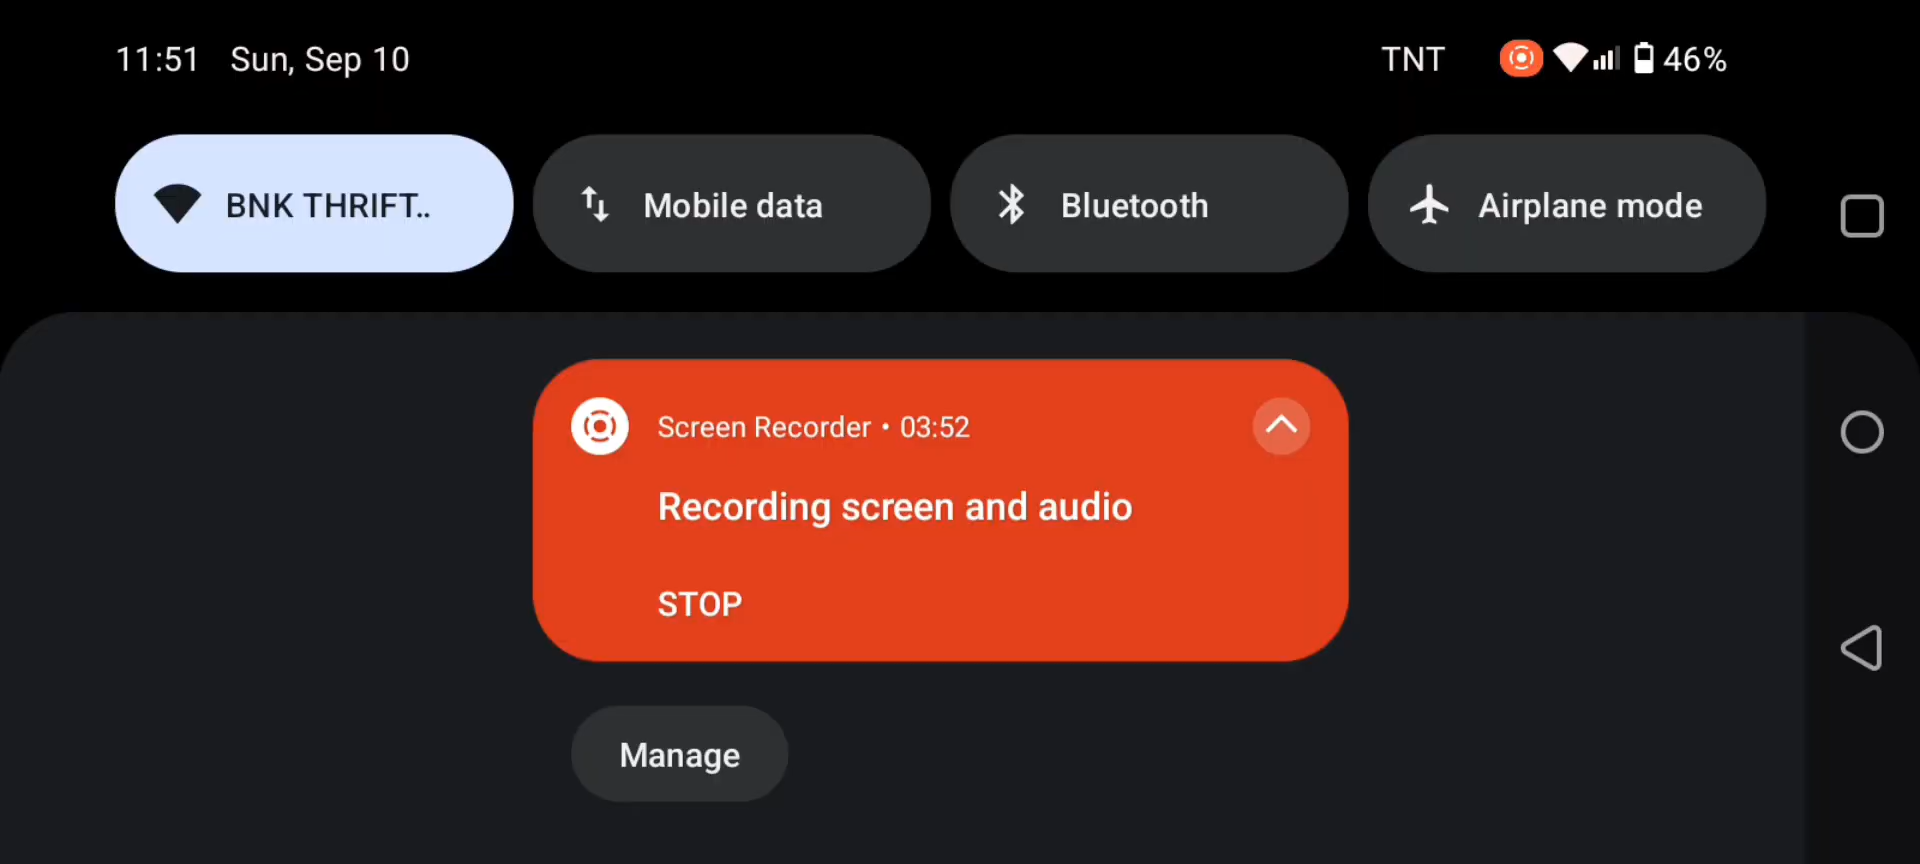 11:51 Sun, Sep 10 TNT 46%
BNK THRIFT.. Mobile data Bluetooth Airplane mode
Screen Recorder • 03:52
Recording screen and audio
STOP
Manage